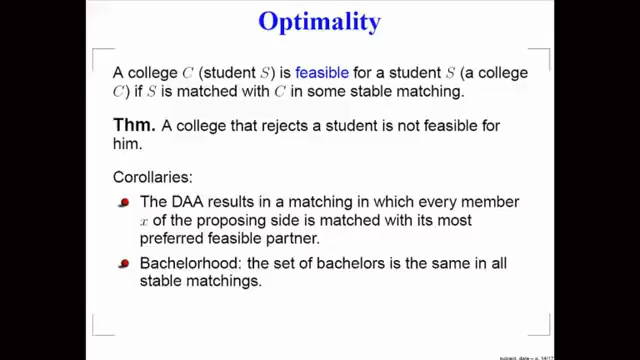 Optimality
A college C (student S) is feasible for a student S (a college
C) if S is matched with C in some stable matching.
Thm. A college that rejects a student is not feasible for
him.
Corollaries:
The DAA results in a matching in which every member
x of the proposing side is matched with its most
preferred feasible partner.
Bachelorhood: the set of bachelors is the same in all
stable matchings.